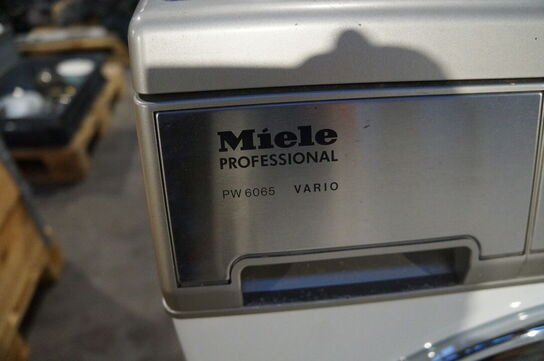 Miele
PROFESSIONAL
PW 6065 VARIO